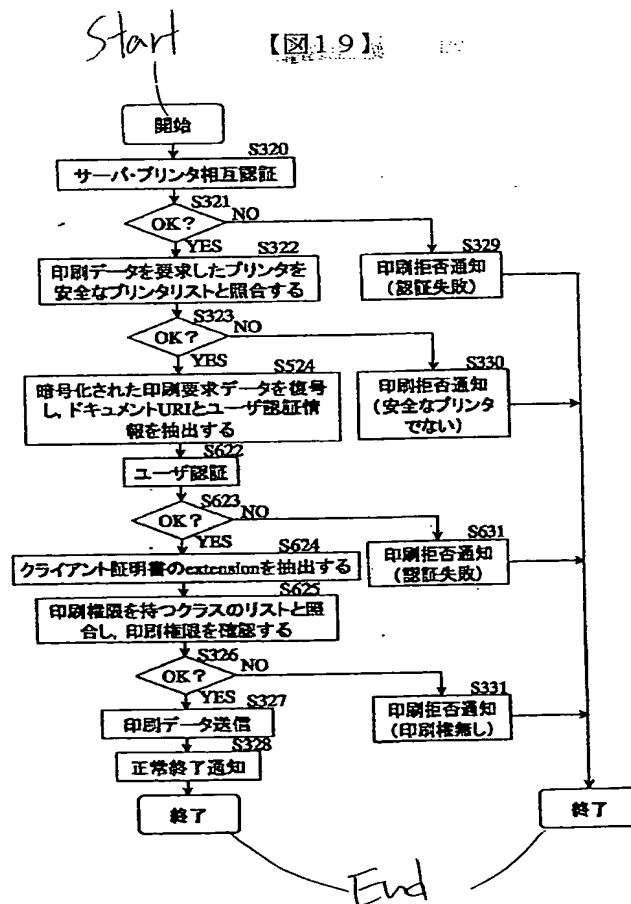 Start
【図19】
開始
S320
サーバ・プリンタ相互認証
S321
OK?
NO
YES
S322
印刷データを要求したプリンタを
安全なプリンタリストと照合する
S329
印刷拒否通知
(認証失敗)
S323
OK?
NO
YES
S524
暗号化された印刷要求データを復号
し,ドキュメントURIとユーザ認証情
報を抽出する
S330
印刷拒否通知
(安全なプリンタ
でない)
S622
ユーザ認証
S623
OK?
NO
YES
S624
クライアント証明書のextensionを抽出する
S631
印刷拒否通知
(認証失敗)
S625
印刷権限を持つクラスのリストと照
合し,印刷権限を確認する
S326
OK?
NO
YES
S327
印刷データ送信
S331
印刷拒否通知
(印刷権無し)
S328
正常終了通知
終了
終了
End